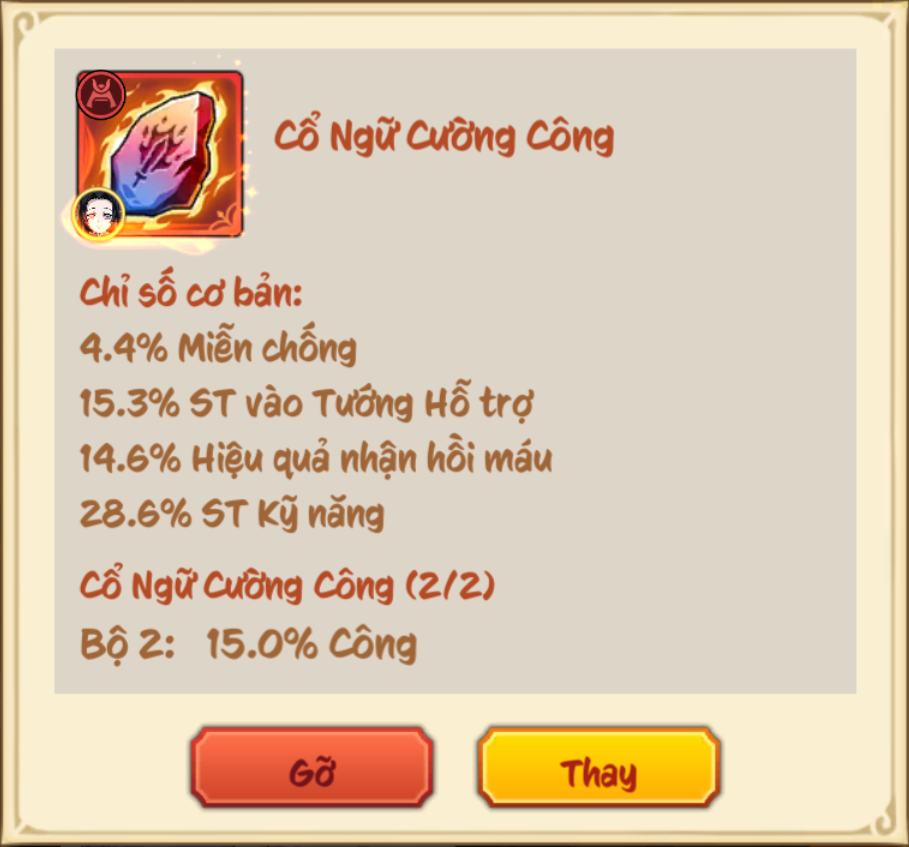 Cổ Ngữ Cường Công
Chỉ số cơ bản:
4.4% Miễn chống
15.3% ST vào Tướng Hỗ trợ
14.6% Hiệu quả nhận hồi máu
28.6% ST Kỹ năng
Cổ Ngữ Cường Công (2/2)
Bộ 2: 15.0% Công
Gỡ
Thay